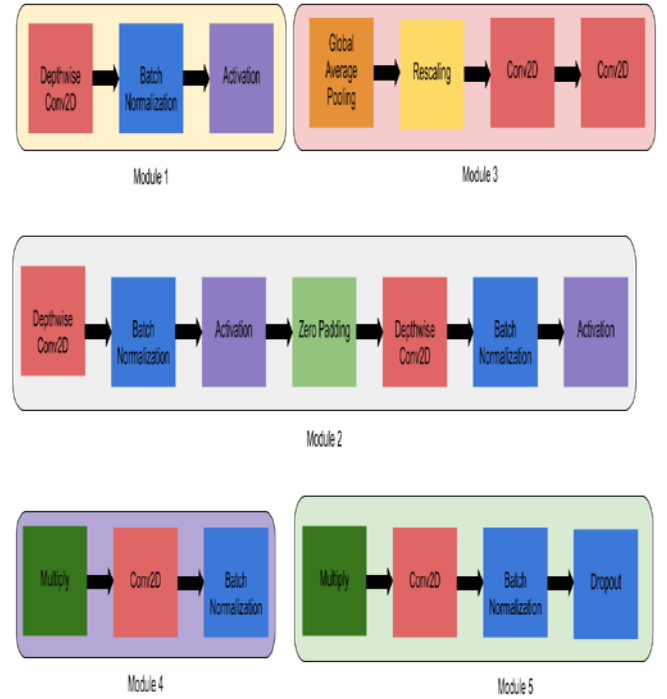 Depthwise
Conv2D
Batch
Normalization
Activation
Module 1
Global
Average
Pooling
Rescaling
Conv2D
Conv2D
Module 3
Depthwise
Conv2D
Batch
Normalization
Activation
Zero Padding
Depthwise
Conv2D
Batch
Normalization
Activation
Module 2
Multiply
Conv2D
Batch
Normalization
Module 4
Multiply
Conv2D
Batch
Normalization
Dropout
Module 5